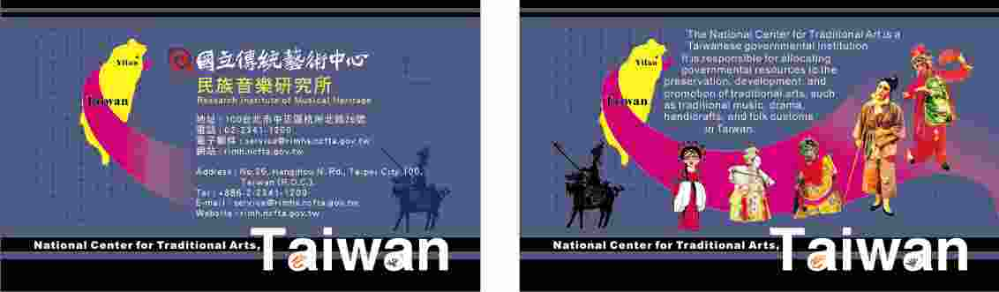 Yilan
Taiwan
國立傳統藝術中心
民族音樂研究所
Research Institute of Musical Heritage
地址：100台北市中正區杭州北路26號
電話：02-2341-1200
電子郵件：service@rimhs.ncfta.gov.tw
網站：rimh.ncfta.gov.tw
Address : No.26, Hangzhou N. Rd., Taipei City 100,
Taiwan (R.O.C.)
Tel : +886-2-2341-1200
E-mail : service@rimhs.ncfta.gov.tw
Website : rimh.ncfta.gov.tw
National Center for Traditional Arts, Taiwan
The National Center for Traditional Art is a
Taiwanese governmental institution
It is responsible for allocating
governmental resources to the
preservation, development, and
promotion of traditional arts, such
as traditional music, drama,
handicrafts, and folk customs
in Taiwan.
Yilan
Taiwan
National Center for Traditional Arts, Taiwan